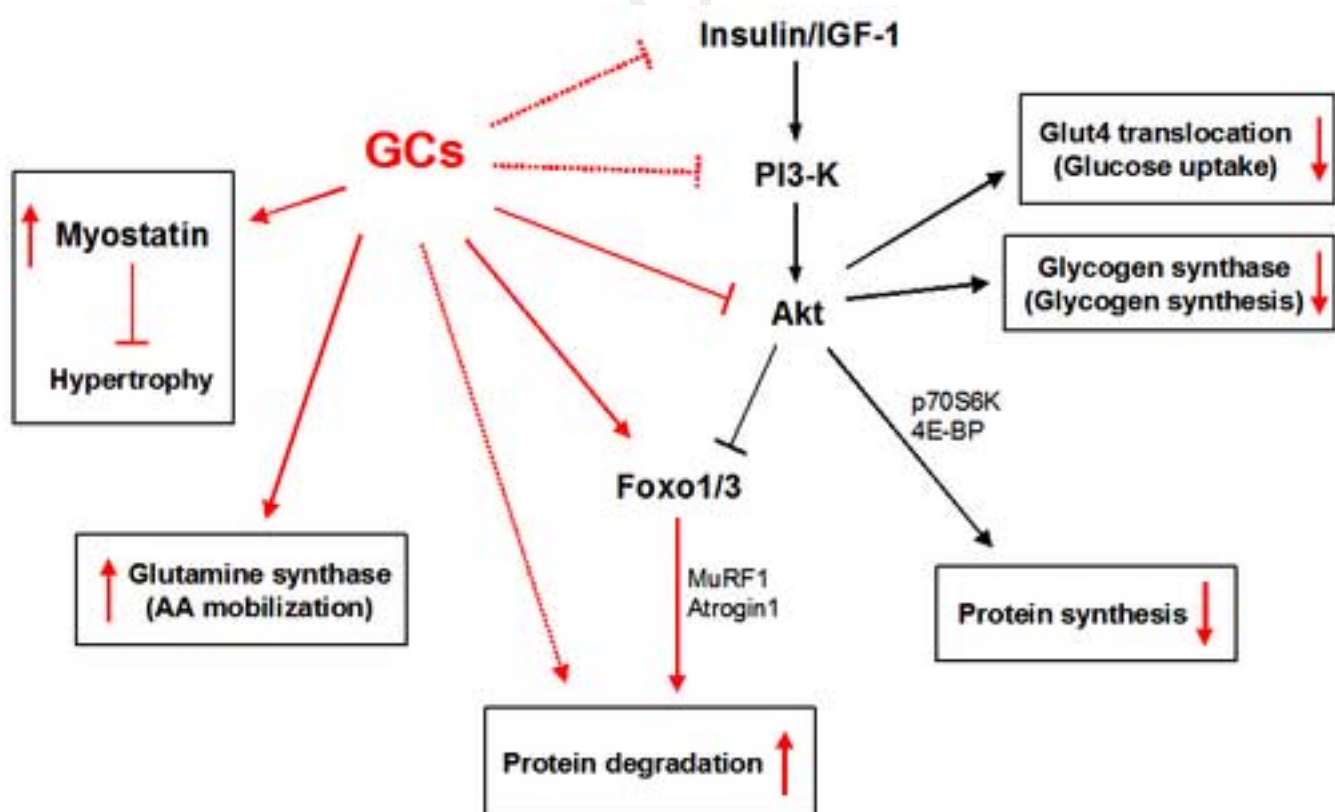 Insulin/IGF-1
GCs
PI3-K
Akt
Glut4 translocation
(Glucose uptake)
Glycogen synthase
(Glycogen synthesis)
Myostatin
Hypertrophy
p70S6K
4E-BP
Foxo1/3
Glutamine synthase
(AA mobilization)
MuRF1
Atrogin1
Protein synthesis
Protein degradation